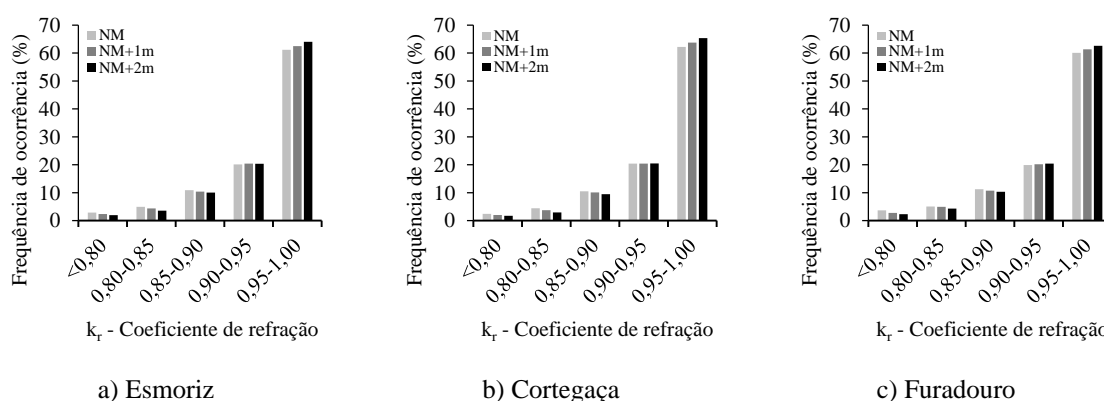 Frequência de ocorrência (%)
70
60
50
40
30
20
10
0
NM
NM+1m
NM+2m
<0,80
0,80-0,85
0,85-0,90
0,90-0,95
0,95-1,00
k_r - Coeficiente de refração
a) Esmoriz
Frequência de ocorrência (%)
70
60
50
40
30
20
10
0
NM
NM+1m
NM+2m
<0,80
0,80-0,85
0,85-0,90
0,90-0,95
0,95-1,00
k_r - Coeficiente de refração
b) Cortegaça
Frequência de ocorrência (%)
70
60
50
40
30
20
10
0
NM
NM+1m
NM+2m
<0,80
0,80-0,85
0,85-0,90
0,90-0,95
0,95-1,00
k_r - Coeficiente de refração
c) Furadouro